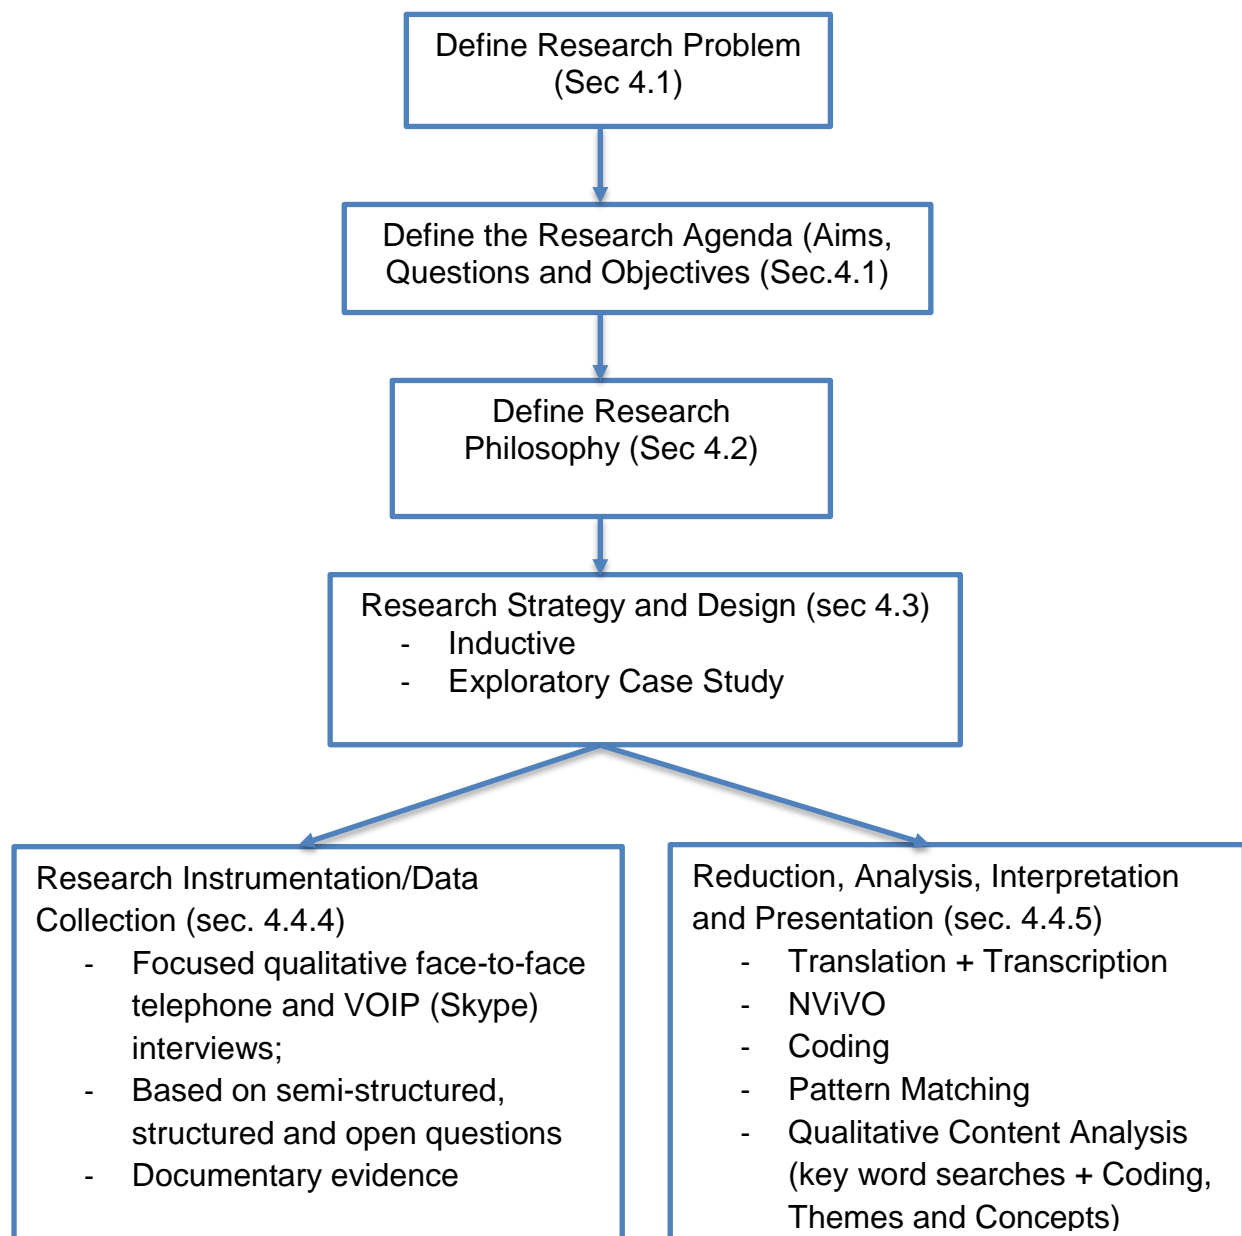 Define Research Problem
(Sec 4.1)
Define the Research Agenda (Aims,
Questions and Objectives (Sec.4.1)
Define Research
Philosophy (Sec 4.2)
Research Strategy and Design (sec 4.3)
- Inductive
- Exploratory Case Study
Research Instrumentation/Data
Collection (sec. 4.4.4)
- Focused qualitative face-to-face
telephone and VOIP (Skype)
interviews;
- Based on semi-structured,
structured and open questions
- Documentary evidence
Reduction, Analysis, Interpretation
and Presentation (sec. 4.4.5)
- Translation + Transcription
- NViVO
- Coding
- Pattern Matching
- Qualitative Content Analysis
(key word searches + Coding,
Themes and Concepts)